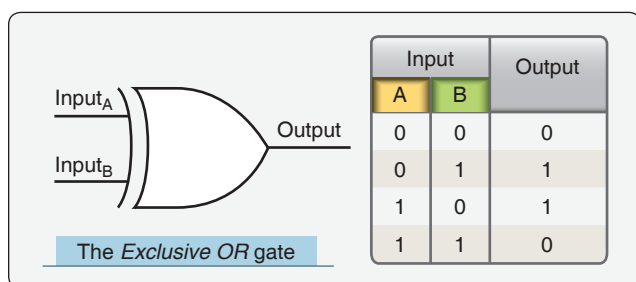 Input_A
Input_B
Output
The Exclusive OR gate
Input Output
A B
0 0 0
0 1 1
1 0 1
1 1 0